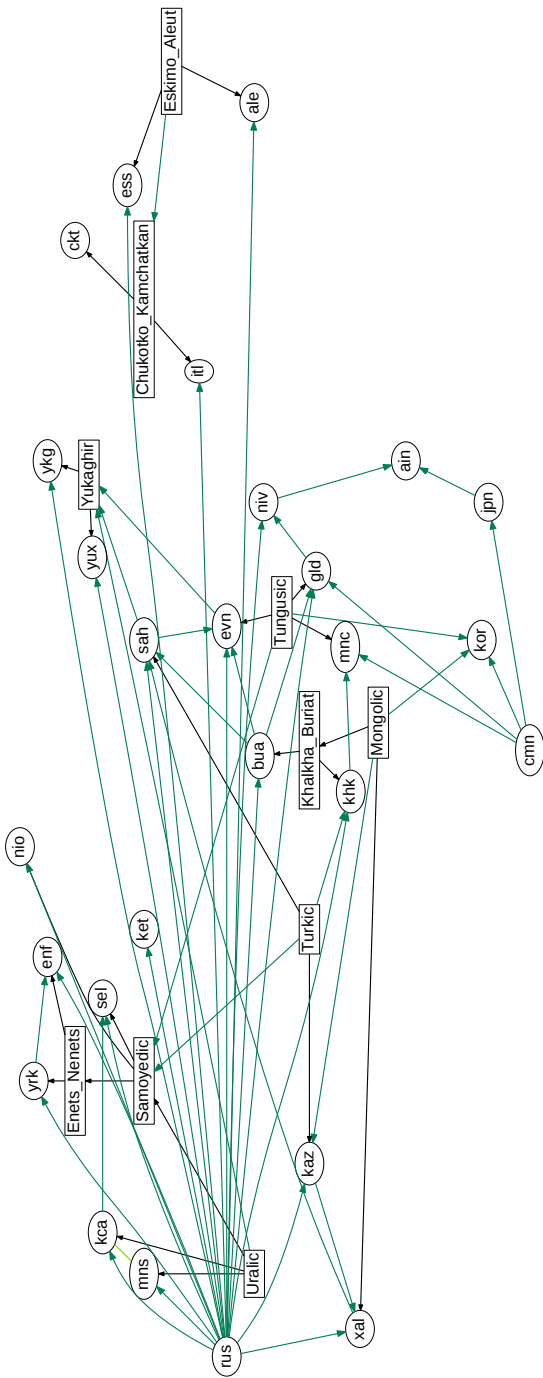 Eskimo_Aleut
ale
ess
ckt
Chukotko_Kamchatkan
itl
ykg
Yukaghir
yux
niv
ain
jpn
gld
sah
evn
Tungusic
mnc
kor
bua
Khalkha_Buriat
khk
Mongolic
cmn
nio
enf
ket
sel
Turkic
yrk
Enets_Nenets
Samoyedic
kaz
kca
mns
Uralic
rus
xal